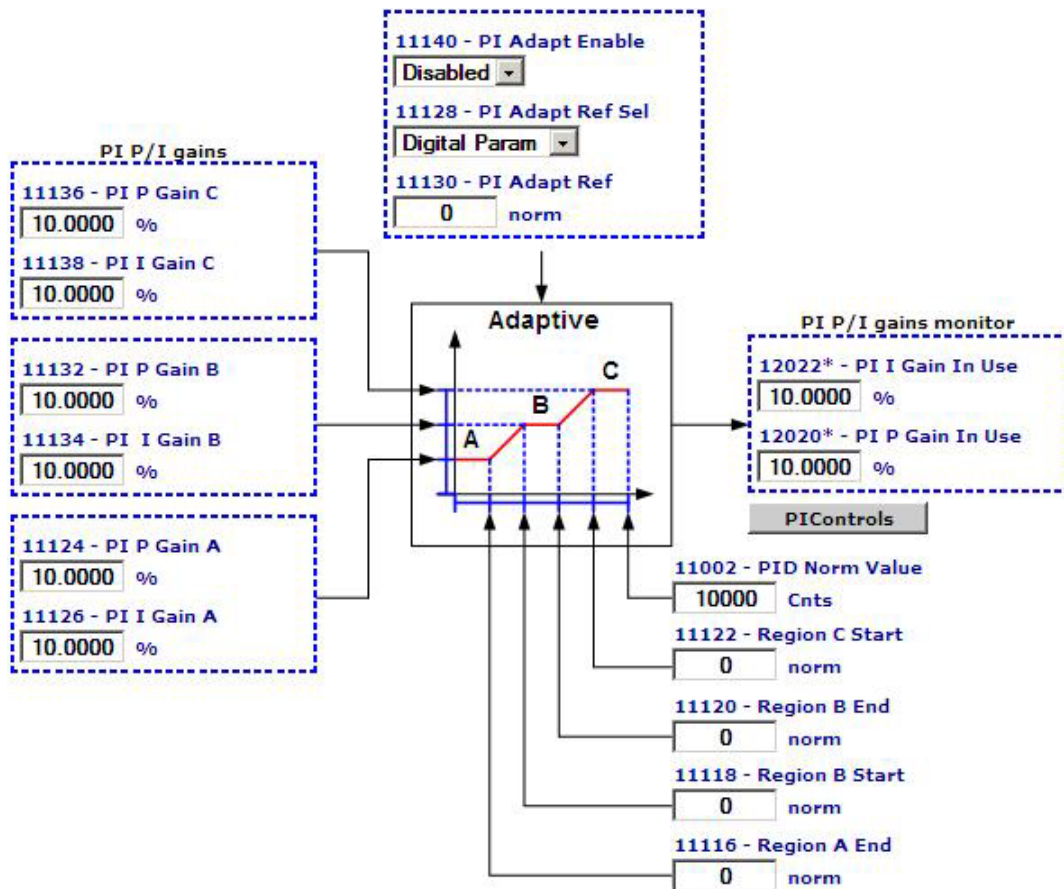 11140 - PI Adapt Enable
Disabled
11128 - PI Adapt Ref Sel
Digital Param
11130 - PI Adapt Ref
0 norm
PI P/I gains
11136 - PI P Gain C
10.0000 %
11138 - PI I Gain C
10.0000 %
11132 - PI P Gain B
10.0000 %
11134 - PI  I Gain B
10.0000 %
11124 - PI P Gain A
10.0000 %
11126 - PI I Gain A
10.0000 %
Adaptive
C
B
A
PI P/I gains monitor
12022* - PI I Gain In Use
10.0000 %
12020* - PI P Gain In Use
10.0000 %
PIControls
11002 - PID Norm Value
10000 Cnts
11122 - Region C Start
0 norm
11120 - Region B End
0 norm
11118 - Region B Start
0 norm
11116 - Region A End
0 norm